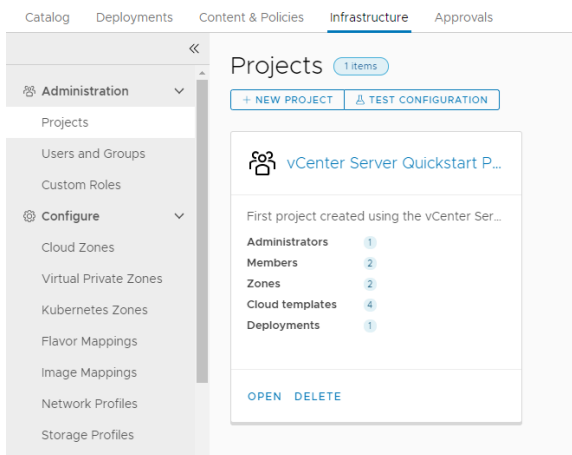 Catalog Deployments Content & Policies Infrastructure Approvals
Administration
Projects
Users and Groups
Custom Roles
Configure
Cloud Zones
Virtual Private Zones
Kubernetes Zones
Flavor Mappings
Image Mappings
Network Profiles
Storage Profiles
Projects 1 items
+ NEW PROJECT TEST CONFIGURATION
vCenter Server Quickstart P...
First project created using the vCenter Ser...
Administrators 1
Members 2
Zones 2
Cloud templates 4
Deployments 1
OPEN DELETE